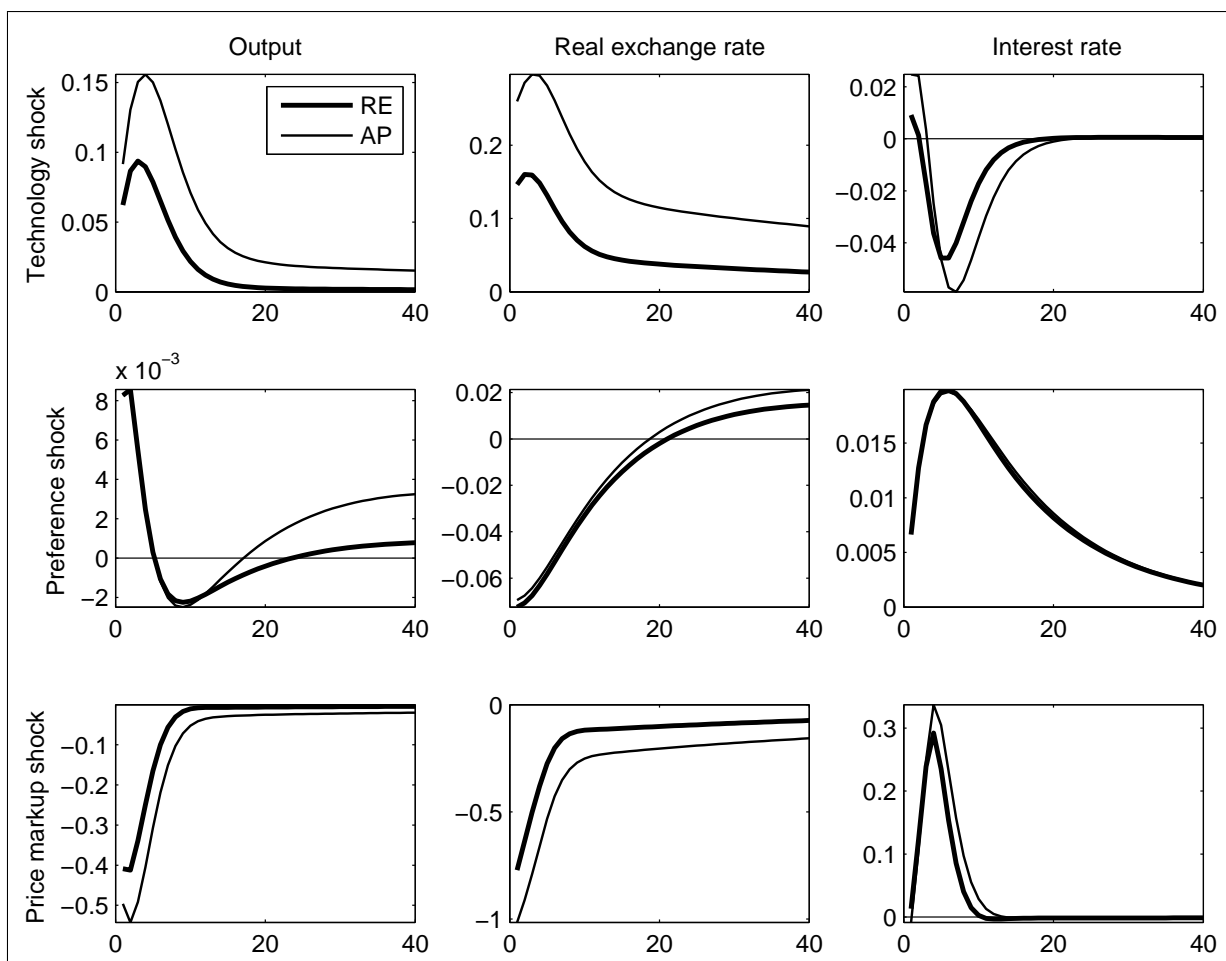 Output
Real exchange rate
Interest rate
Technology shock
0.15
0.1
0.05
0
0 20 40
RE
AP
0.2
0.1
0
0 20 40
0.02
0
−0.02
−0.04
0 20 40
Preference shock
x 10⁻³
8
6
4
2
0
−2
0 20 40
0.02
0
−0.02
−0.04
−0.06
0 20 40
0.015
0.01
0.005
0
0 20 40
Price markup shock
−0.1
−0.2
−0.3
−0.4
−0.5
0 20 40
0
−0.5
−1
0 20 40
0.3
0.2
0.1
0
0 20 40